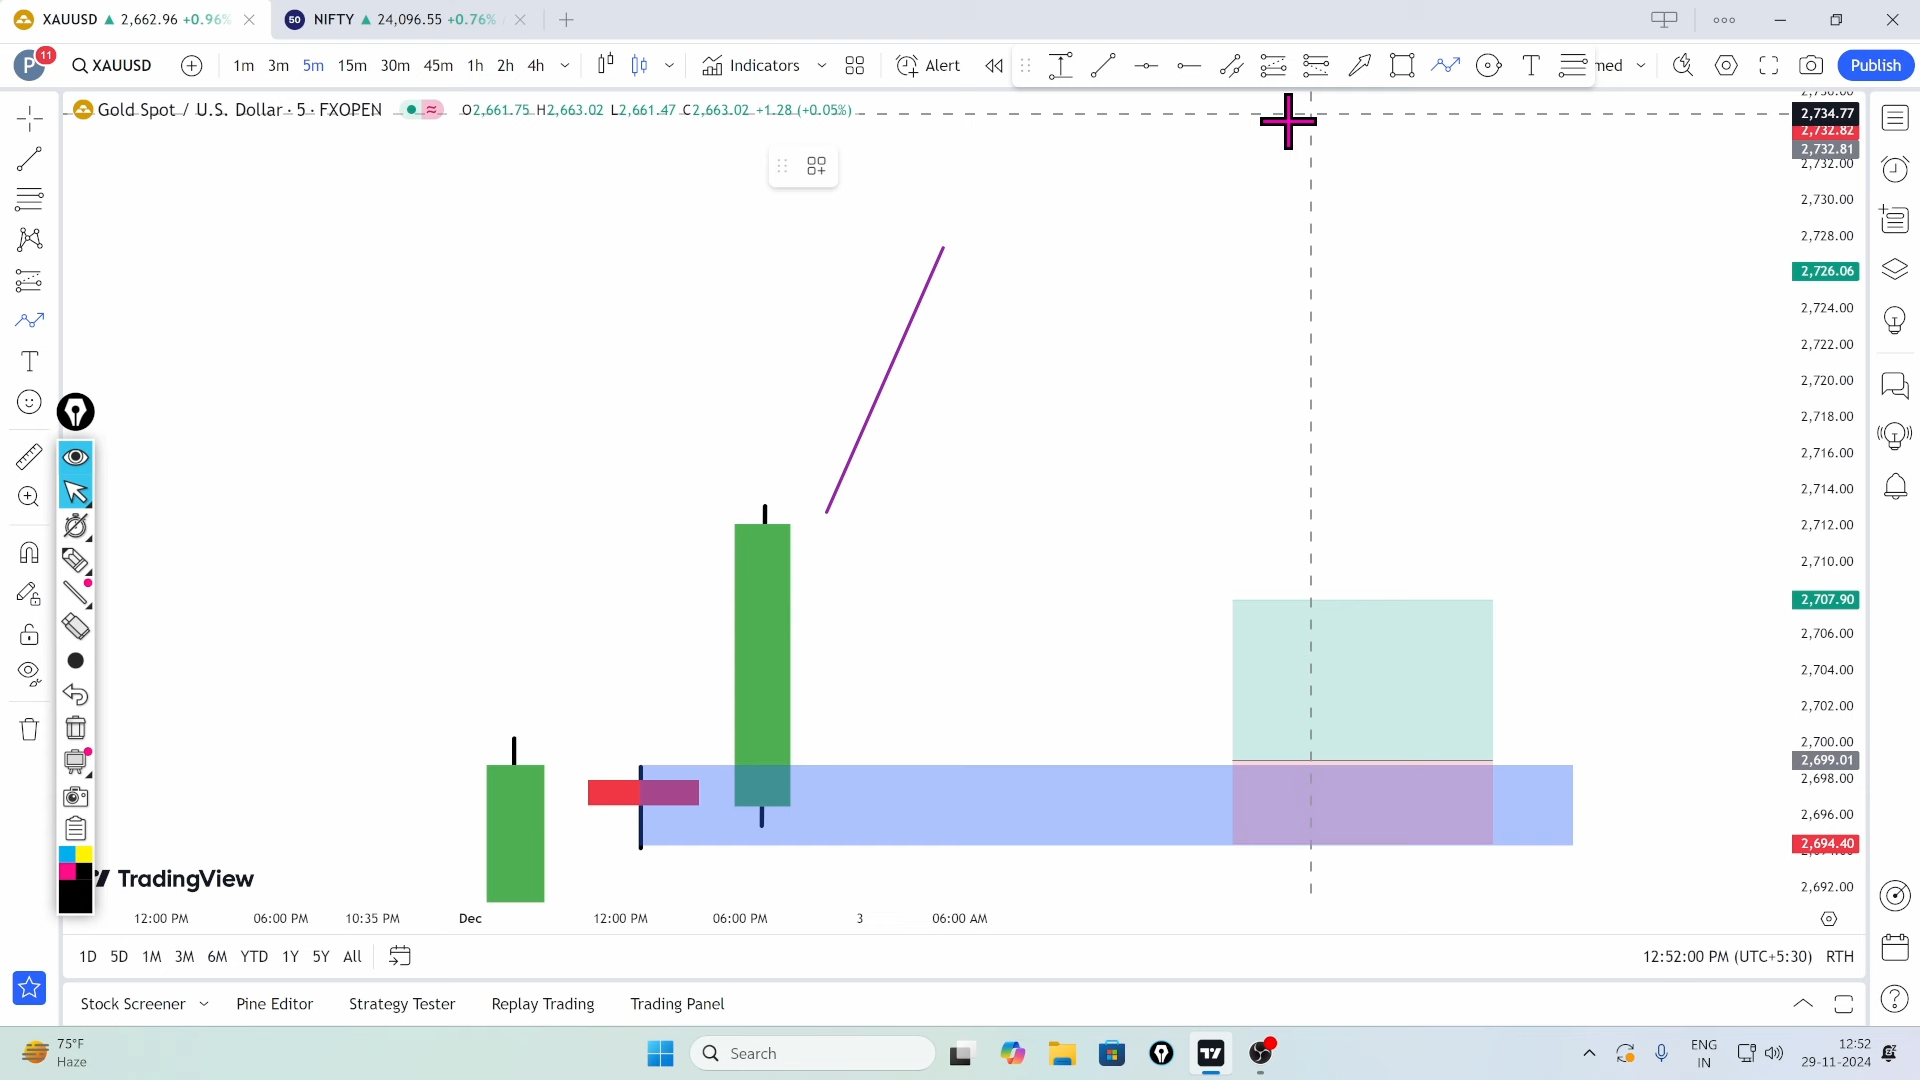 XAUUSD ▲ 2,662.96 +0.96%
50 NIFTY ▲ 24,096.55 +0.76%
P 11 XAUUSD 1m 3m 5m 15m 30m 45m 1h 2h 4h Indicators Alert T med Publish
Gold Spot / U.S. Dollar · 5 · FXOPEN O2,661.75 H2,663.02 L2,661.47 C2,663.02 +1.28 (+0.05%)
2,734.77
2,732.82
2,732.81
2,732.00
2,730.00
2,728.00
2,726.06
2,724.00
2,722.00
2,720.00
2,718.00
2,716.00
2,714.00
2,712.00
2,710.00
2,707.90
2,706.00
2,704.00
2,702.00
2,700.00
2,699.01
2,698.00
2,696.00
2,694.40
2,692.00
TradingView
12:00 PM 06:00 PM 10:35 PM Dec 12:00 PM 06:00 PM 3 06:00 AM
1D 5D 1M 3M 6M YTD 1Y 5Y All 12:52:00 PM (UTC+5:30) RTH
Stock Screener Pine Editor Strategy Tester Replay Trading Trading Panel
75°F
Haze
Search
ENG
IN
12:52
29-11-2024